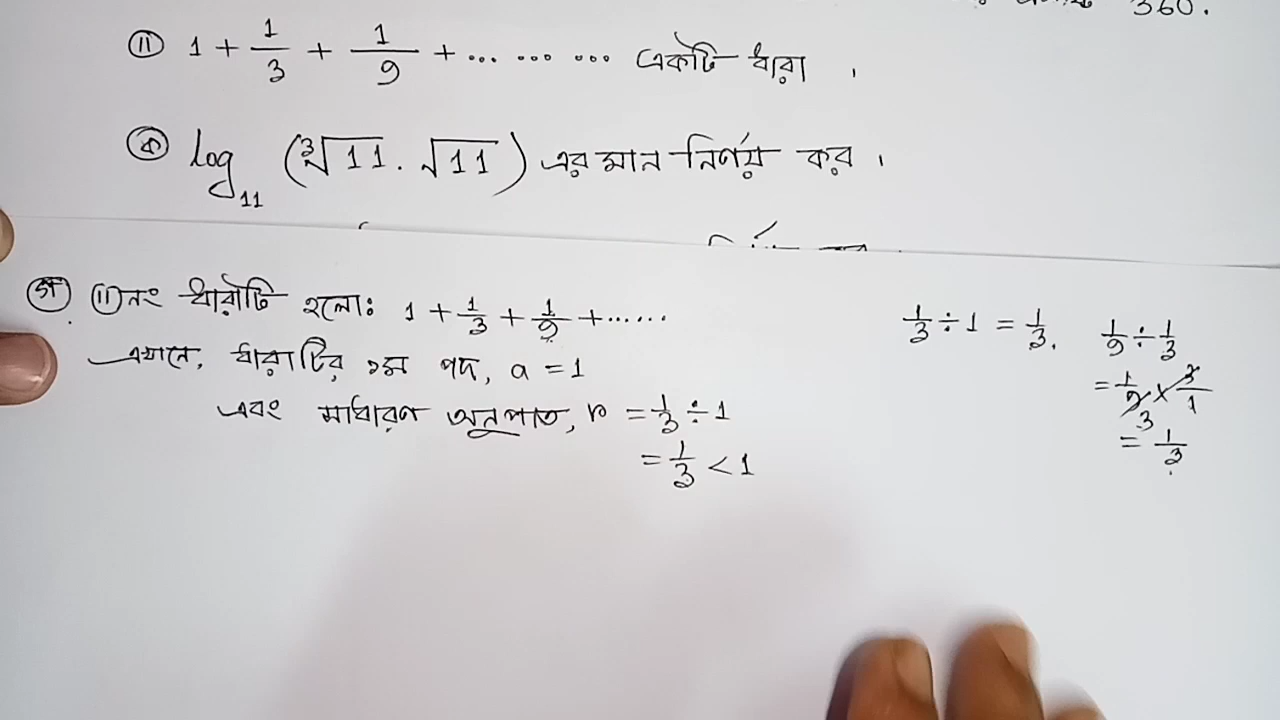 360.
(ii) 1 + 1/3 + 1/9 + ... ... ... একটি ধারা ।
(ক) log₁₁ (∛11 . √11) এর মান নির্ণয় কর ।
(গ) (ii) নং ধারাটি হলোঃ 1 + 1/3 + 1/9 + ......
এখানে, ধারাটির ১ম পদ, a = 1
এবং সাধারণ অনুপাত, r = 1/3 ÷ 1
= 1/3 < 1
1/3 ÷ 1 = 1/3.
1/9 ÷ 1/3
= 1/9 3 × 3/1
= 1/3